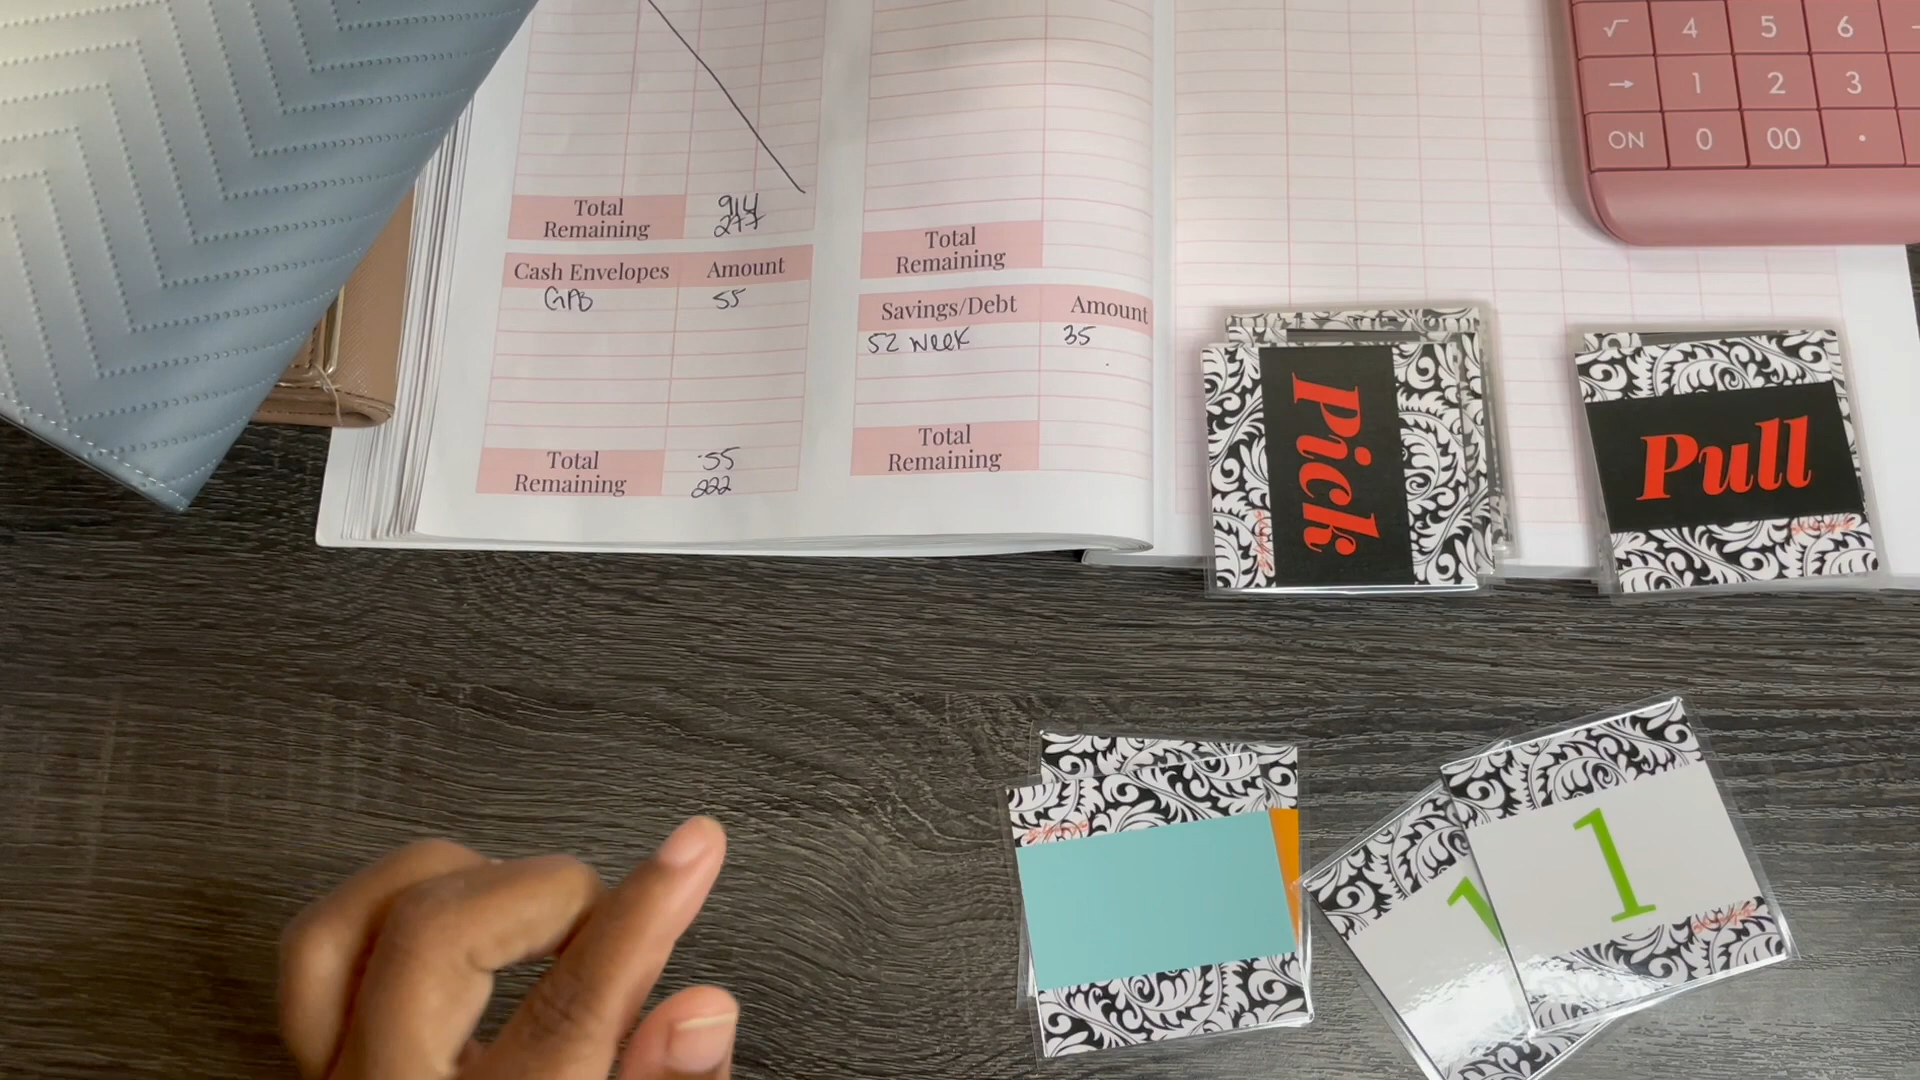 Total
Remaining
914
277
Cash Envelopes Amount
GPB 55
Total
Remaining
55
222
Total
Remaining
Savings/Debt Amount
52 week 35
Total
Remaining
√ 4 5 6
→ 1 2 3
ON 0 00 .
Pick
Pull
1
1